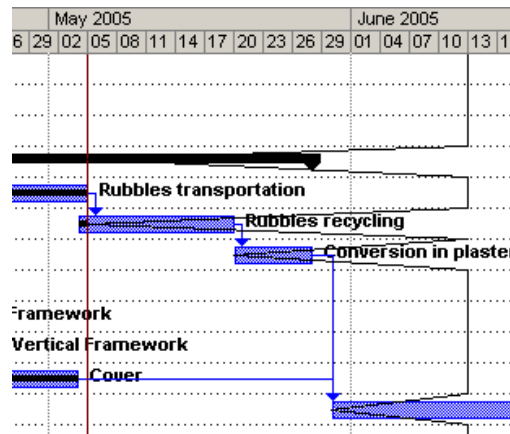 May 2005 June 2005
6 29 02 05 08 11 14 17 20 23 26 29 01 04 07 10 13 1
Rubbles transportation
Rubbles recycling
Conversion in plaste
Framework
Vertical Framework
Cover